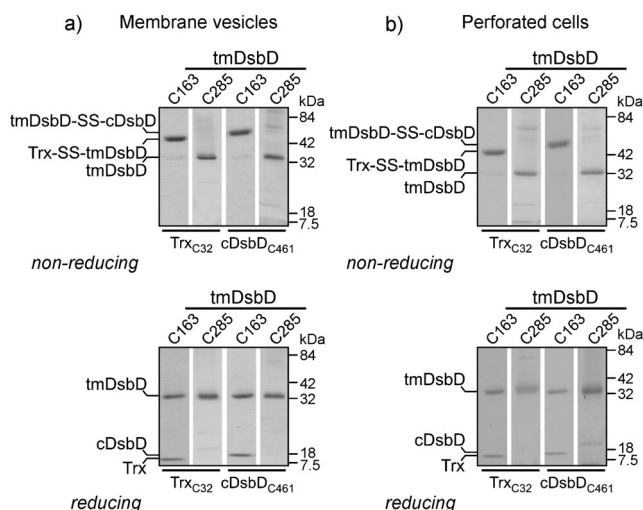 a) Membrane vesicles
tmDsbD
C163 C285 C163 C285
kDa
tmDsbD-SS-cDsbD
Trx-SS-tmDsbD
tmDsbD
84
42
32
18
7.5
TrxC32 cDsbDC461
non-reducing
b) Perforated cells
tmDsbD
C163 C285 C163 C285
kDa
tmDsbD-SS-cDsbD
Trx-SS-tmDsbD
tmDsbD
84
42
32
18
7.5
TrxC32 cDsbDC461
non-reducing
tmDsbD
C163 C285 C163 C285
kDa
tmDsbD
cDsbD
Trx
84
42
32
18
7.5
TrxC32 cDsbDC461
reducing
tmDsbD
C163 C285 C163 C285
kDa
tmDsbD
cDsbD
Trx
84
42
32
18
7.5
TrxC32 cDsbDC461
reducing